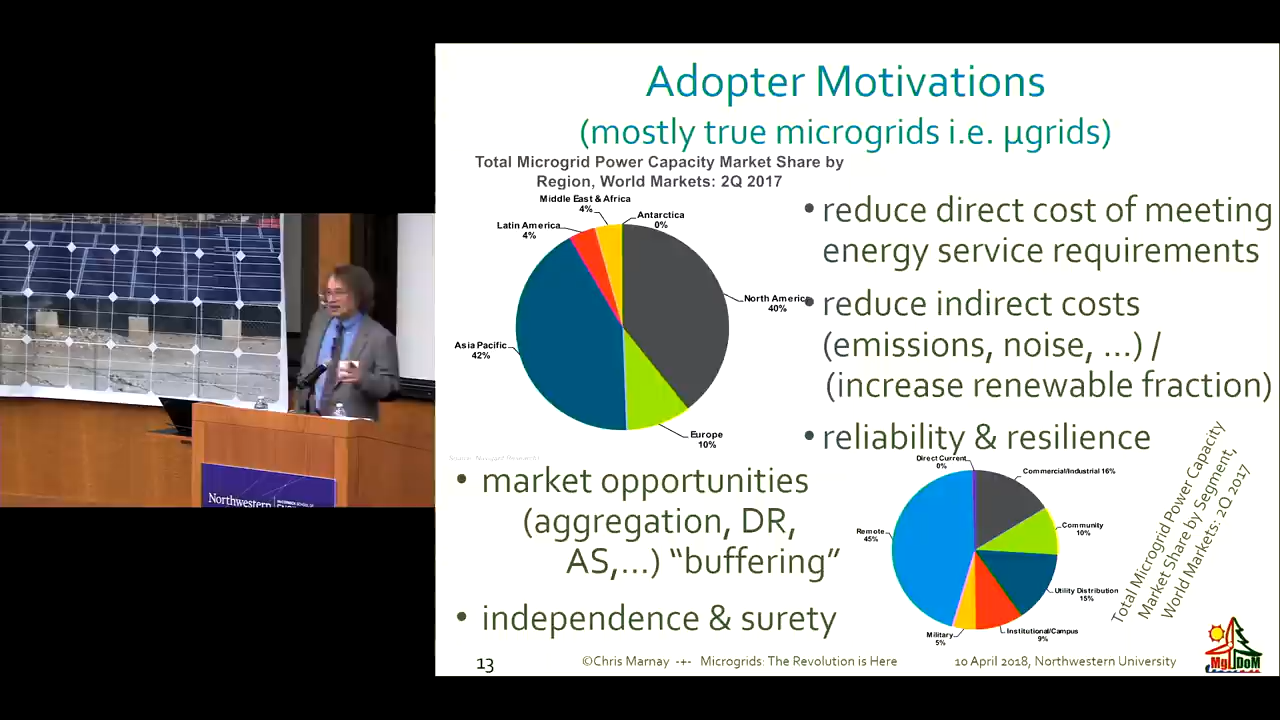 Adopter Motivations
(mostly true microgrids i.e. μgrids)
Total Microgrid Power Capacity Market Share by
Region, World Markets: 2Q 2017
Middle East & Africa
4%
Antarctica
0%
Latin America
4%
North America
40%
Asia Pacific
42%
Europe
10%
• reduce direct cost of meeting
energy service requirements
• reduce indirect costs
(emissions, noise, ...) /
(increase renewable fraction)
• reliability & resilience
• market opportunities
(aggregation, DR,
AS,...) “buffering”
• independence & surety
Direct Current
0%
Commercial/Industrial 16%
Remote
45%
Community
10%
Utility Distribution
15%
Institutional/Campus
9%
Military
5%
Total Microgrid Power Capacity
Market Share by Segment,
World Markets: 2Q 2017
13
©Chris Marnay -+- Microgrids: The Revolution is Here
10 April 2018, Northwestern University
Mg DoM
Northwestern